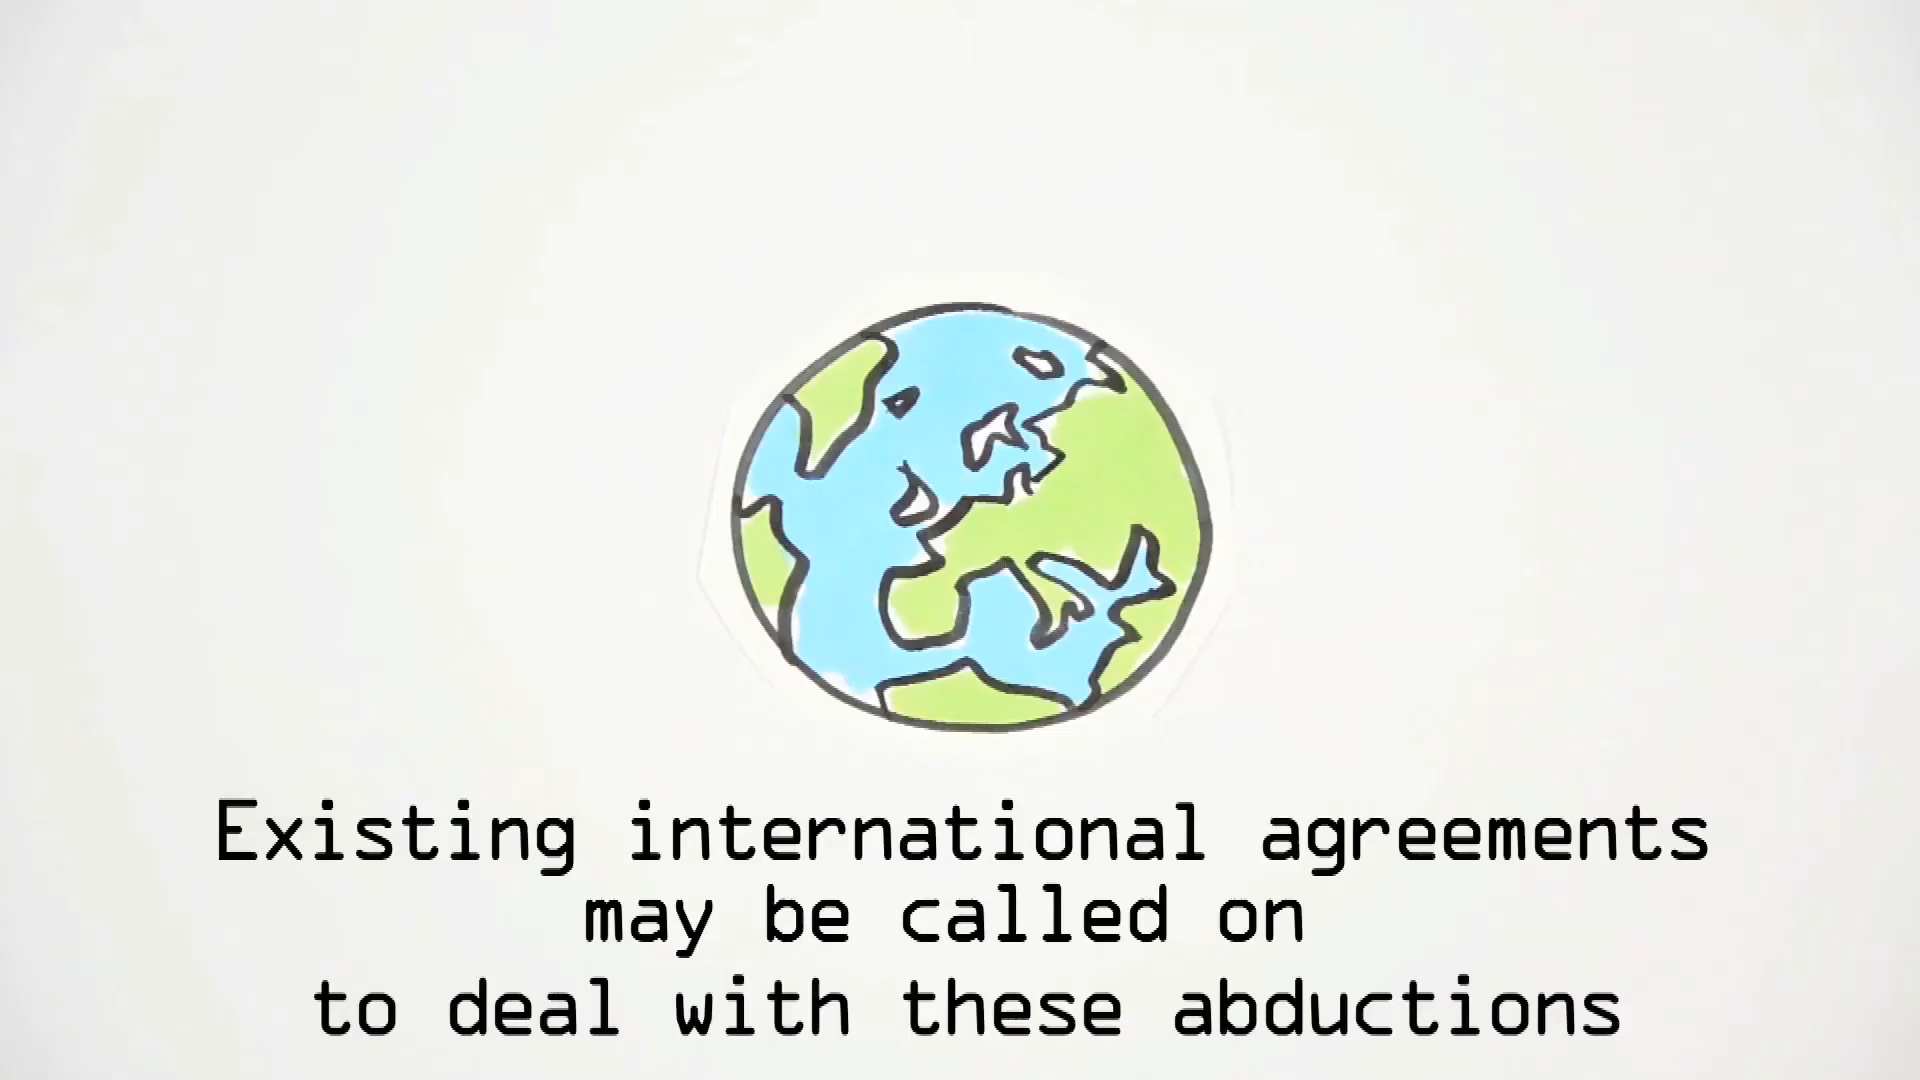 Existing international agreements
may be called on
to deal with these abductions